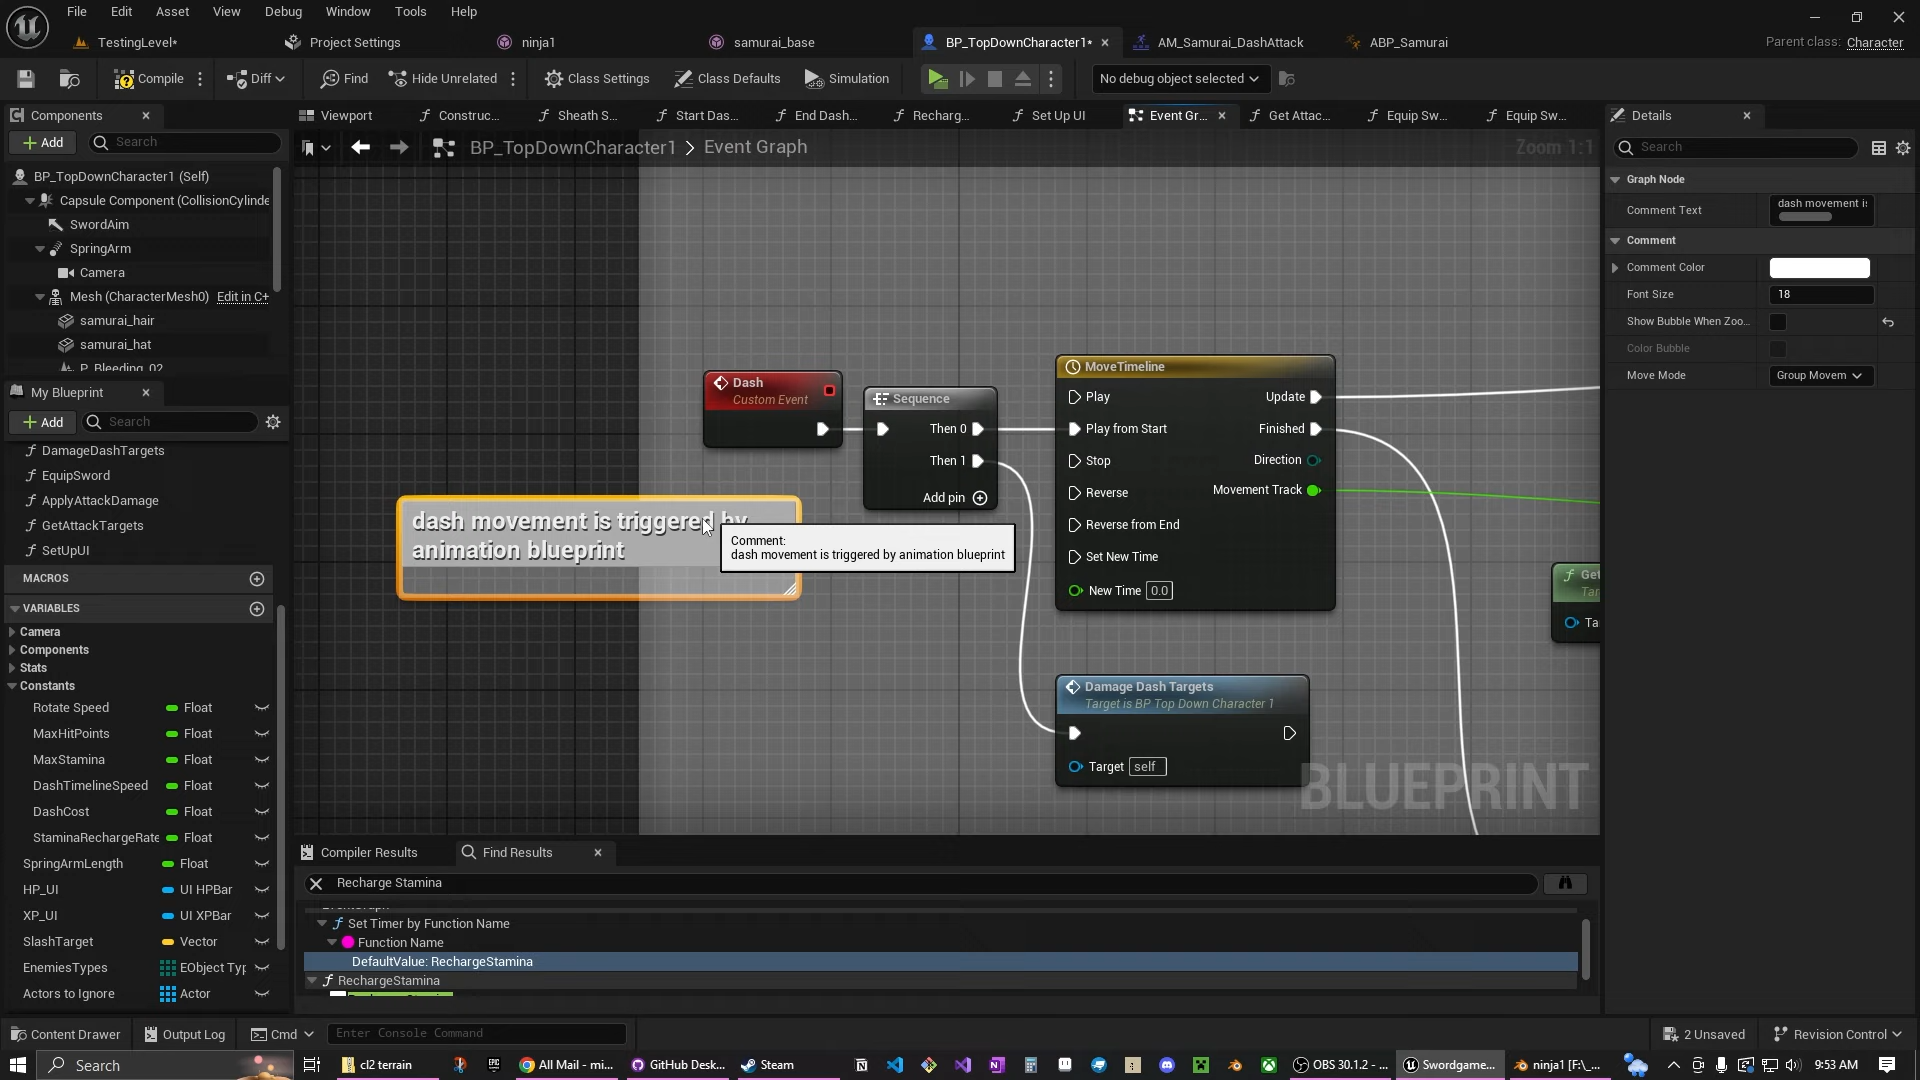 File Edit Asset View Debug Window Tools Help
TestingLevel* Project Settings ninja1 samurai_base BP_TopDownCharacter1* AM_Samurai_DashAttack ABP_Samurai Parent class: Character
Compile Diff Find Hide Unrelated Class Settings Class Defaults Simulation No debug object selected
Components
Add Search
BP_TopDownCharacter1 (Self)
Capsule Component (CollisionCylinde
SwordAim
SpringArm
Camera
Mesh (CharacterMesh0) Edit in C+
samurai_hair
samurai_hat
P_Bleeding_02
My Blueprint
Add Search
DamageDashTargets
EquipSword
ApplyAttackDamage
GetAttackTargets
SetUpUI
MACROS
VARIABLES
Camera
Components
Stats
Constants
Rotate Speed Float
MaxHitPoints Float
MaxStamina Float
DashTimelineSpeed Float
DashCost Float
StaminaRechargeRate Float
SpringArmLength Float
HP_UI UI HPBar
XP_UI UI XPBar
SlashTarget Vector
EnemiesTypes EObject Typ
Actors to Ignore Actor
Viewport Construc... Sheath S... Start Das... End Dash... Recharg... Set Up UI Event Gr... Get Attac... Equip Sw... Equip Sw...
BP_TopDownCharacter1 > Event Graph Zoom 1:1
Dash
Custom Event
Sequence
Then 0
Then 1
Add pin
MoveTimeline
Play Update
Play from Start Finished
Stop Direction
Reverse Movement Track
Reverse from End
Set New Time
New Time 0.0
dash movement is triggered by
animation blueprint
Comment:
dash movement is triggered by animation blueprint
Get
Tar
Ta
Damage Dash Targets
Target is BP Top Down Character 1
Target self
BLUEPRINT
Compiler Results Find Results
Recharge Stamina
Set Timer by Function Name
Function Name
DefaultValue: RechargeStamina
RechargeStamina
Details
Search
Graph Node
Comment Text dash movement i
Comment
Comment Color
Font Size 18
Show Bubble When Zoo...
Color Bubble
Move Mode Group Movem
Content Drawer Output Log Cmd Enter Console Command 2 Unsaved Revision Control
Search cl2 terrain EPIC All Mail - mi... GitHub Desk... Steam OBS 30.1.2 - ... Swordgame... ninja1 [F:\_... 9:53 AM